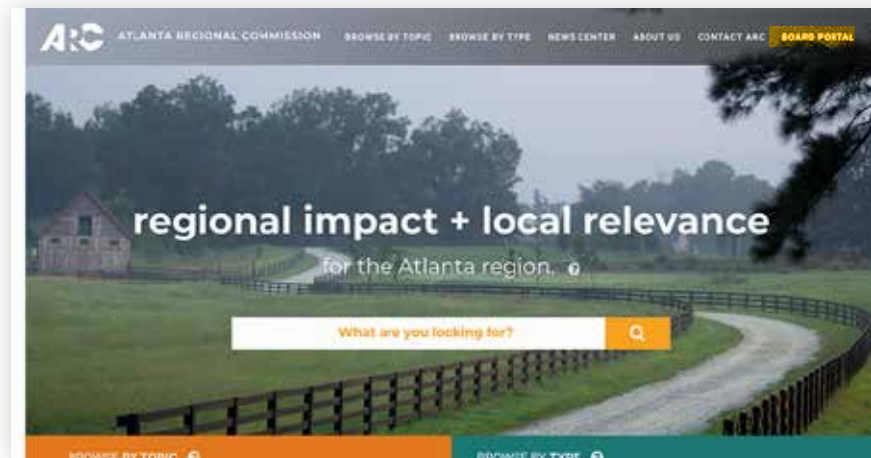 ARC ATLANTA REGIONAL COMMISSION BROWSE BY TOPIC BROWSE BY TYPE NEWS CENTER ABOUT US CONTACT ARC BOARD PORTAL
regional impact + local relevance
for the Atlanta region. ?
What are you looking for?
BROWSE BY TOPIC ? BROWSE BY TYPE ?